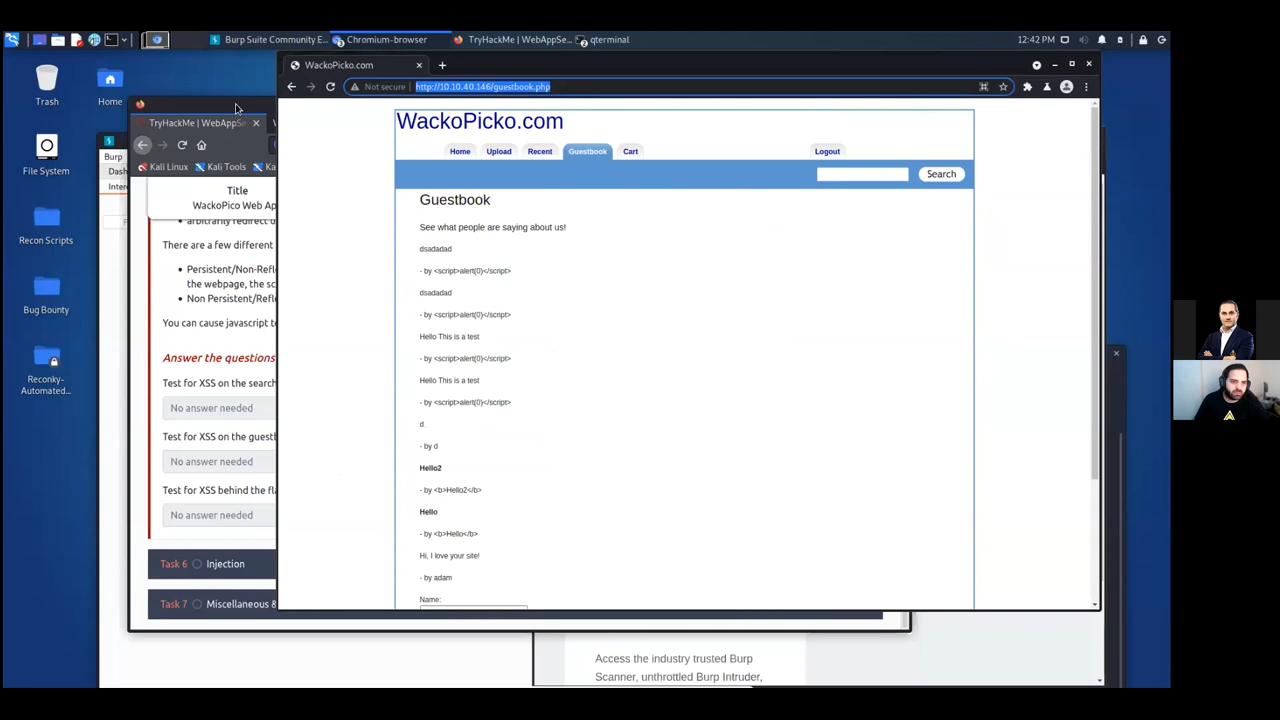 Burp Suite Community E...
Chromium-browser
TryHackMe | WebAppSe...
qterminal
12:42
Trash
Home
File System
Recon Scripts
Bug Bounty
Reconky-
Automated...
Burp
Dash
Inter
TryHackMe | WebAppSe
Kali Linux
Kali Tools
Ka
Title
WackoPico Web Ap
arbitrarily redirect u
There are a few different
Persistent/Non-Refle
the webpage, the sc
Non Persistent/Refle
You can cause javascript to
Answer the questions
Test for XSS on the search
No answer needed
Test for XSS on the guestb
No answer needed
Test for XSS behind the fla
No answer needed
Task 6 Injection
Task 7 Miscellaneous &
WackoPicko.com
Not secure | http://10.10.40.146/guestbook.php
WackoPicko.com
Home
Upload
Recent
Guestbook
Cart
Logout
Search
Guestbook
See what people are saying about us!
dsadadad
- by <script>alert(0)</script>
dsadadad
- by <script>alert(0)</script>
Hello This is a test
- by <script>alert(0)</script>
Hello This is a test
- by <script>alert(0)</script>
d
- by d
Hello2
- by <b>Hello2</b>
Hello
- by <b>Hello</b>
Hi, I love your site!
- by adam
Name:
Access the industry trusted Burp
Scanner, unthrottled Burp Intruder,